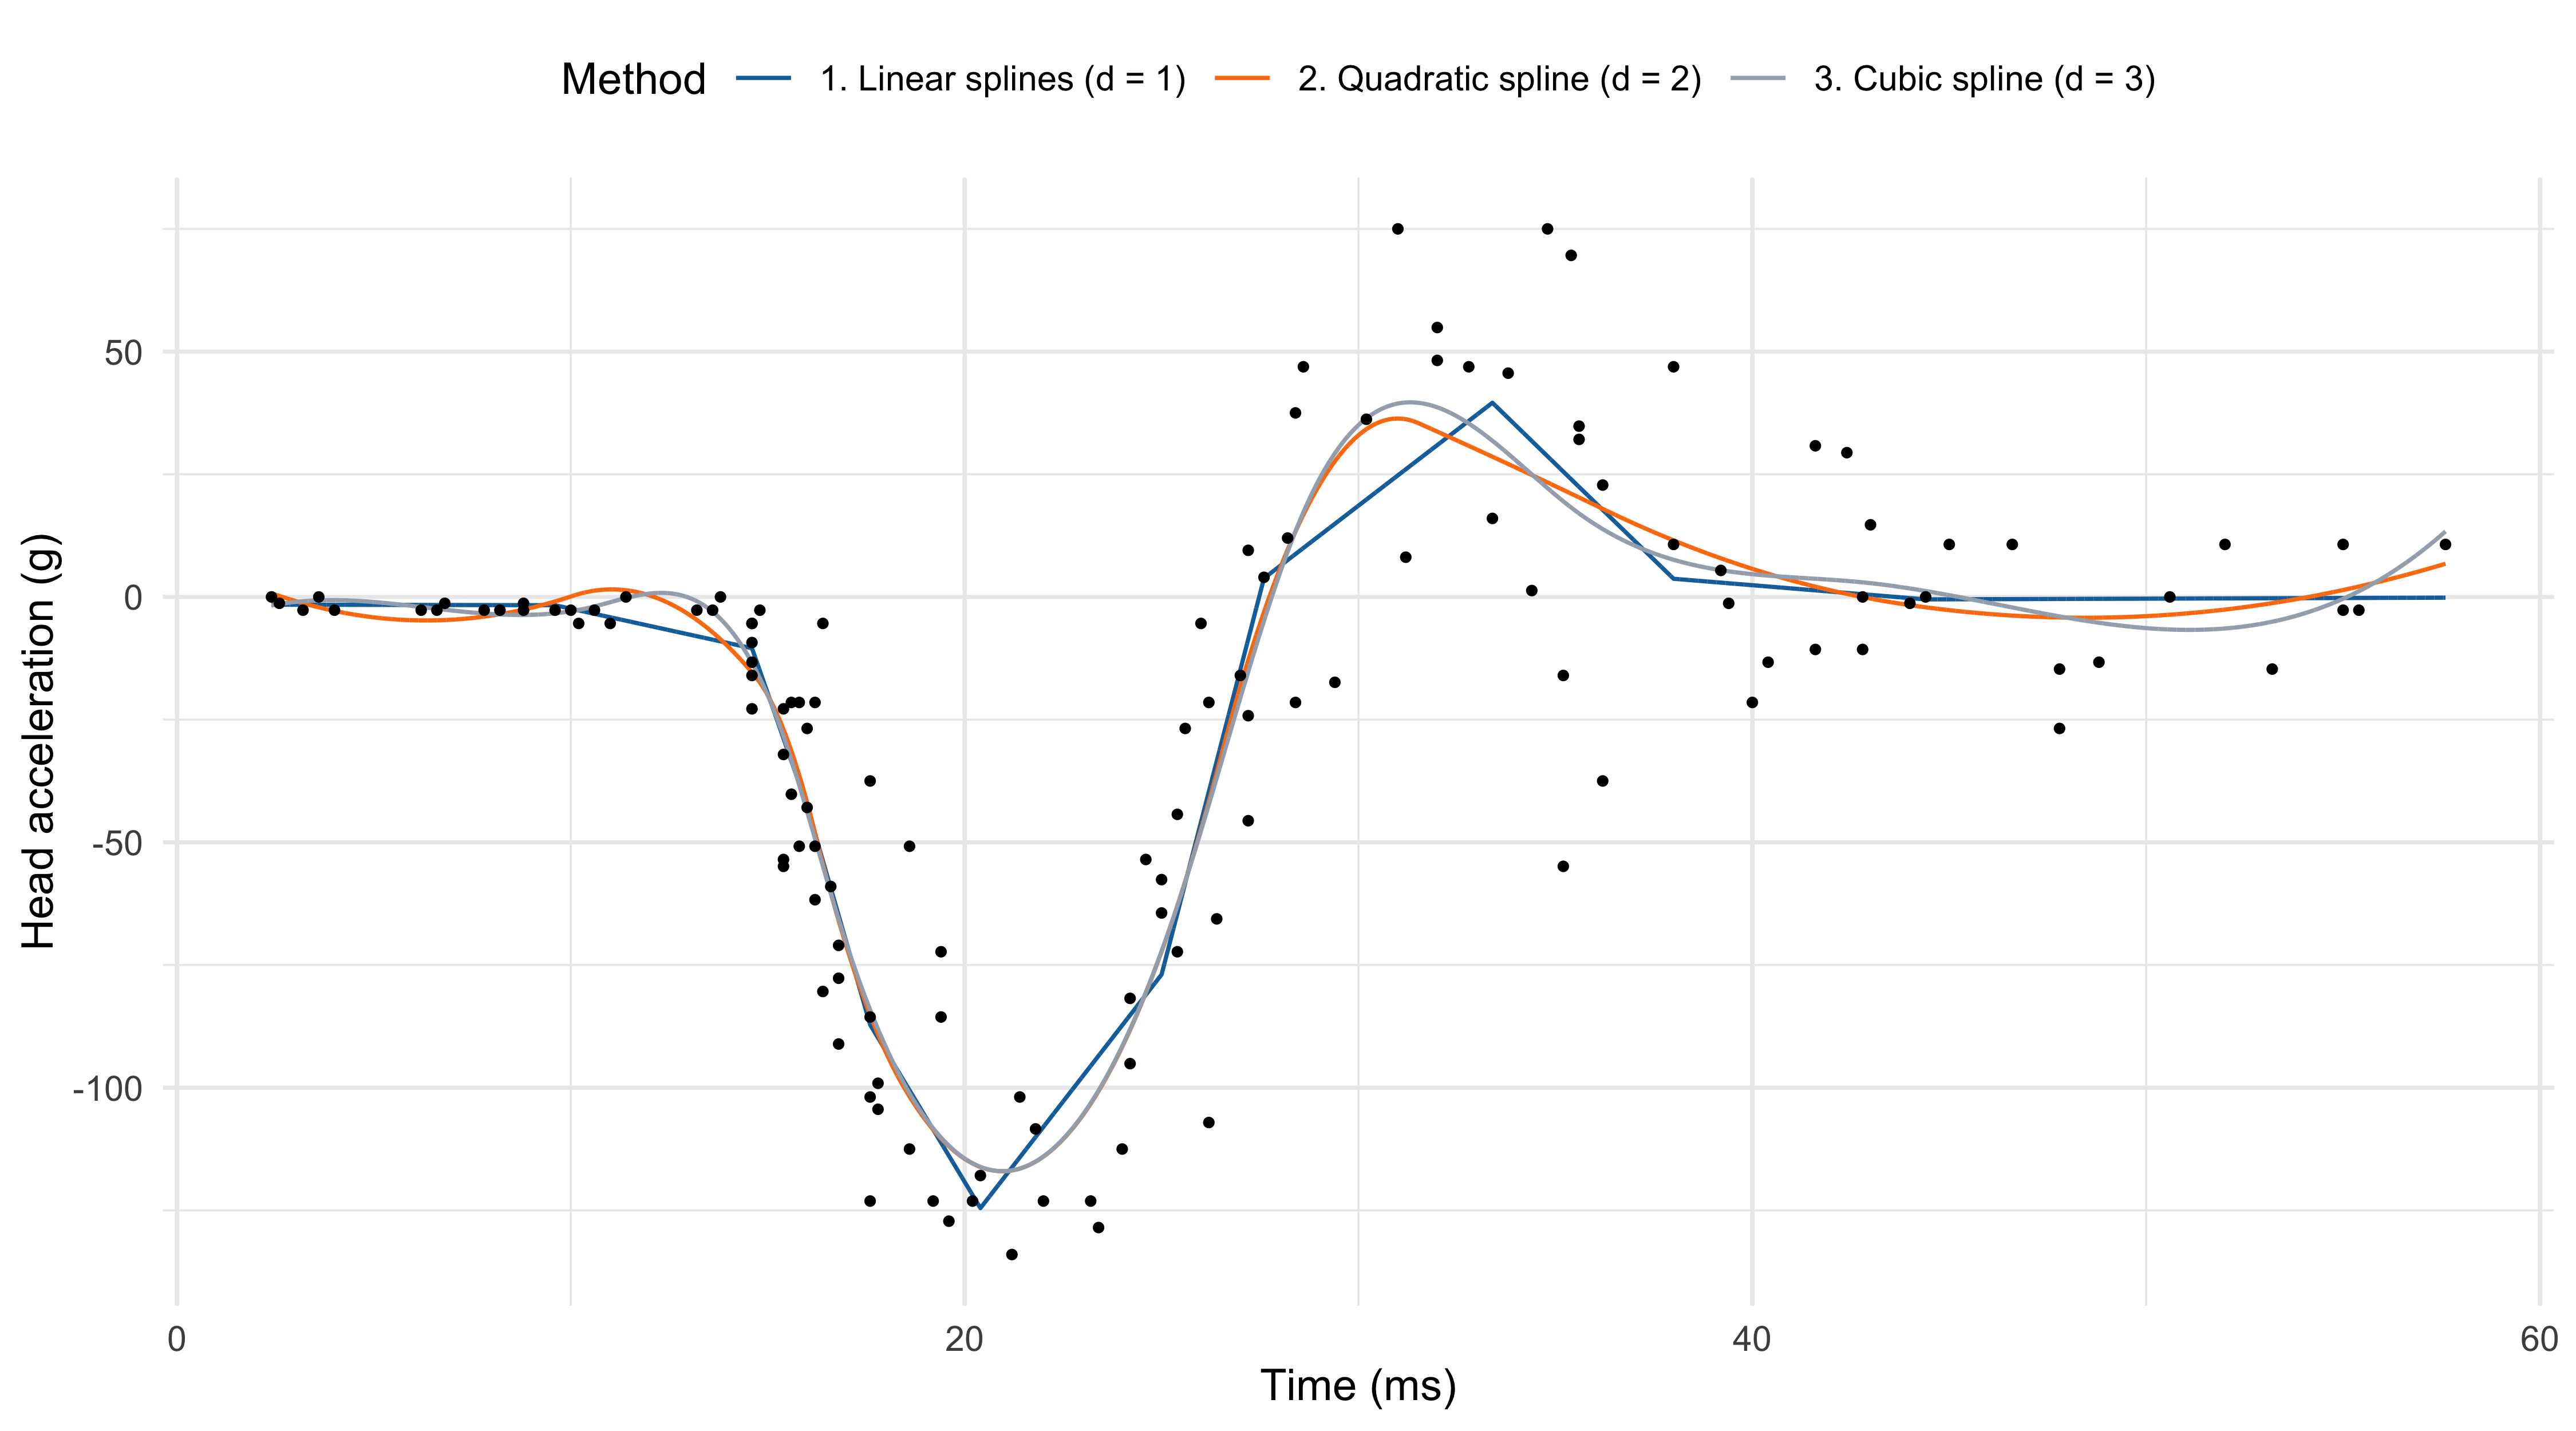 Method 1. Linear splines (d = 1) 2. Quadratic spline (d = 2) 3. Cubic spline (d = 3)
50
0
-50
-100
Head acceleration (g)
0 20 40 60
Time (ms)